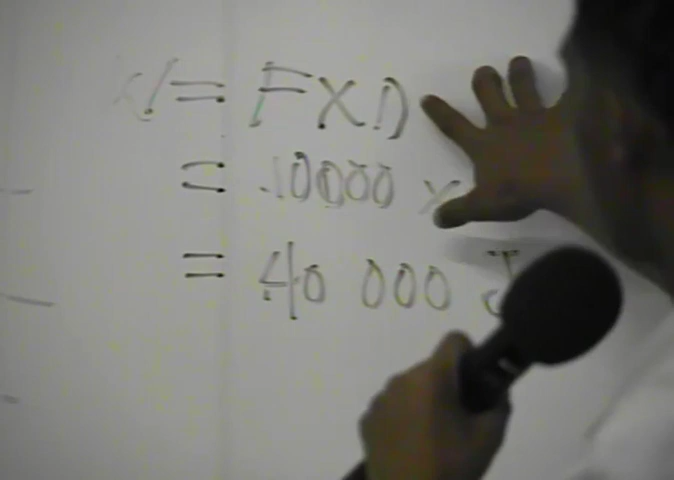 W = F X D
= 10000 x
= 40 000 J